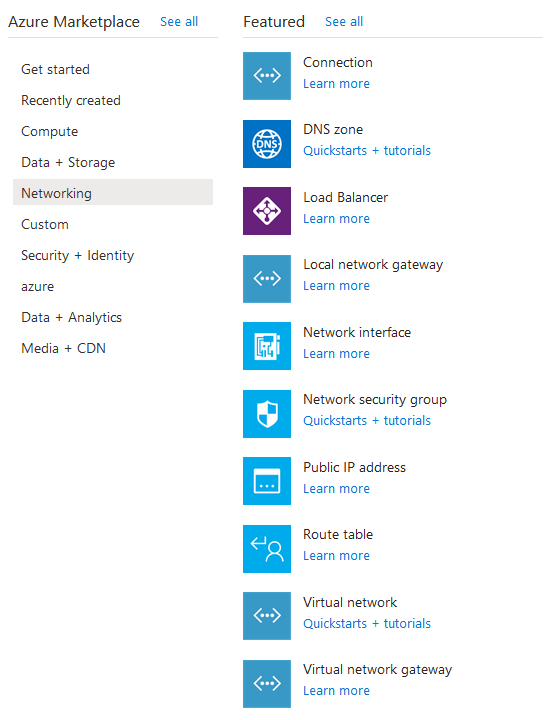 Azure Marketplace See all
Get started
Recently created
Compute
Data + Storage
Networking
Custom
Security + Identity
azure
Data + Analytics
Media + CDN
Featured See all
Connection
Learn more
DNS
DNS zone
Quickstarts + tutorials
Load Balancer
Learn more
Local network gateway
Learn more
Network interface
Learn more
Network security group
Quickstarts + tutorials
Public IP address
Learn more
Route table
Learn more
Virtual network
Quickstarts + tutorials
Virtual network gateway
Learn more